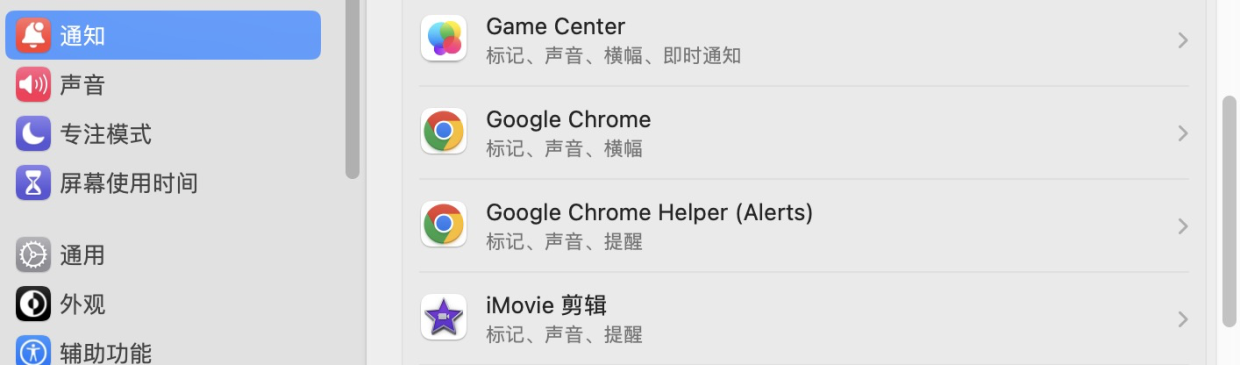 通知
声音
专注模式
屏幕使用时间
通用
外观
辅助功能
Game Center
标记、声音、横幅、即时通知
Google Chrome
标记、声音、横幅
Google Chrome Helper (Alerts)
标记、声音、提醒
iMovie 剪辑
标记、声音、提醒